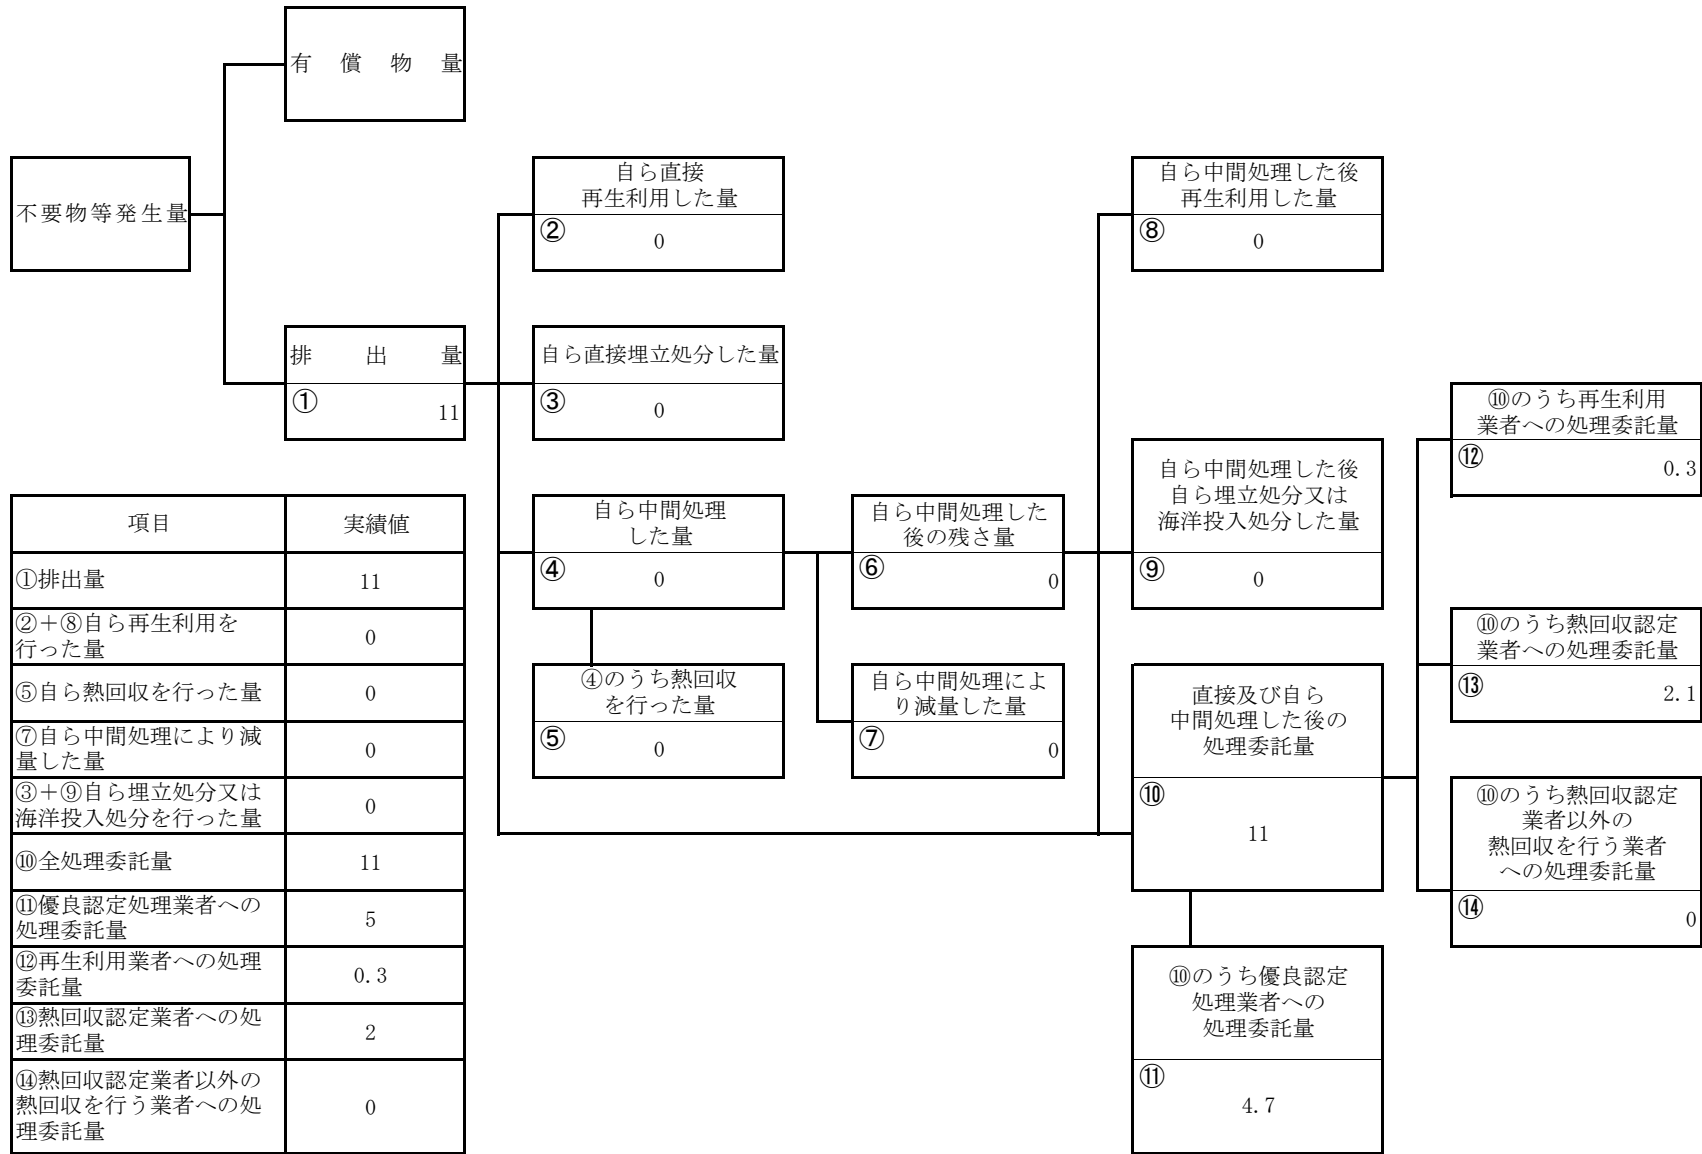 有償物量
不要物等発生量
排出量
①
11
自ら直接
再生利用した量
②
0
自ら直接埋立処分した量
③
0
自ら中間処理
した量
④
0
④のうち熱回収
を行った量
⑤
0
自ら中間処理した
後の残さ量
⑥
0
自ら中間処理によ
り減量した量
⑦
0
自ら中間処理した後
再生利用した量
⑧
0
自ら中間処理した後
自ら埋立処分又は
海洋投入処分した量
⑨
0
直接及び自ら
中間処理した後の
処理委託量
⑩
11
⑩のうち優良認定
処理業者への
処理委託量
⑪
4.7
⑩のうち再生利用
業者への処理委託量
⑫
0.3
⑩のうち熱回収認定
業者への処理委託量
⑬
2.1
⑩のうち熱回収認定
業者以外の
熱回収を行う業者
への処理委託量
⑭
0
項目 実績値
①排出量 11
②＋⑧自ら再生利用を
行った量 0
⑤自ら熱回収を行った量 0
⑦自ら中間処理により減
量した量 0
③＋⑨自ら埋立処分又は
海洋投入処分を行った量 0
⑩全処理委託量 11
⑪優良認定処理業者への
処理委託量 5
⑫再生利用業者への処理
委託量 0.3
⑬熱回収認定業者への処
理委託量 2
⑭熱回収認定業者以外の
熱回収を行う業者への処
理委託量 0